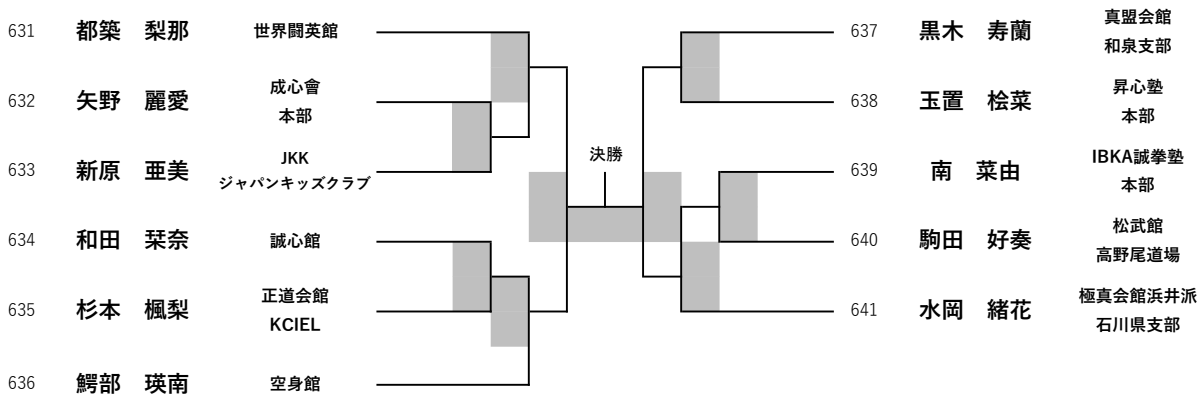 631 都築 梨那 世界闘英館
632 矢野 麗愛 成心會
本部
633 新原 亜美 JKK
ジャパンキッズクラブ
634 和田 栞奈 誠心館
635 杉本 楓梨 正道会館
KCIEL
636 鰐部 瑛南 空身館
決勝
637 黒木 寿蘭 真盟会館
和泉支部
638 玉置 桧菜 昇心塾
本部
639 南 菜由 IBKA誠拳塾
本部
640 駒田 好奏 松武館
高野尾道場
641 水岡 緒花 極真会館浜井派
石川県支部